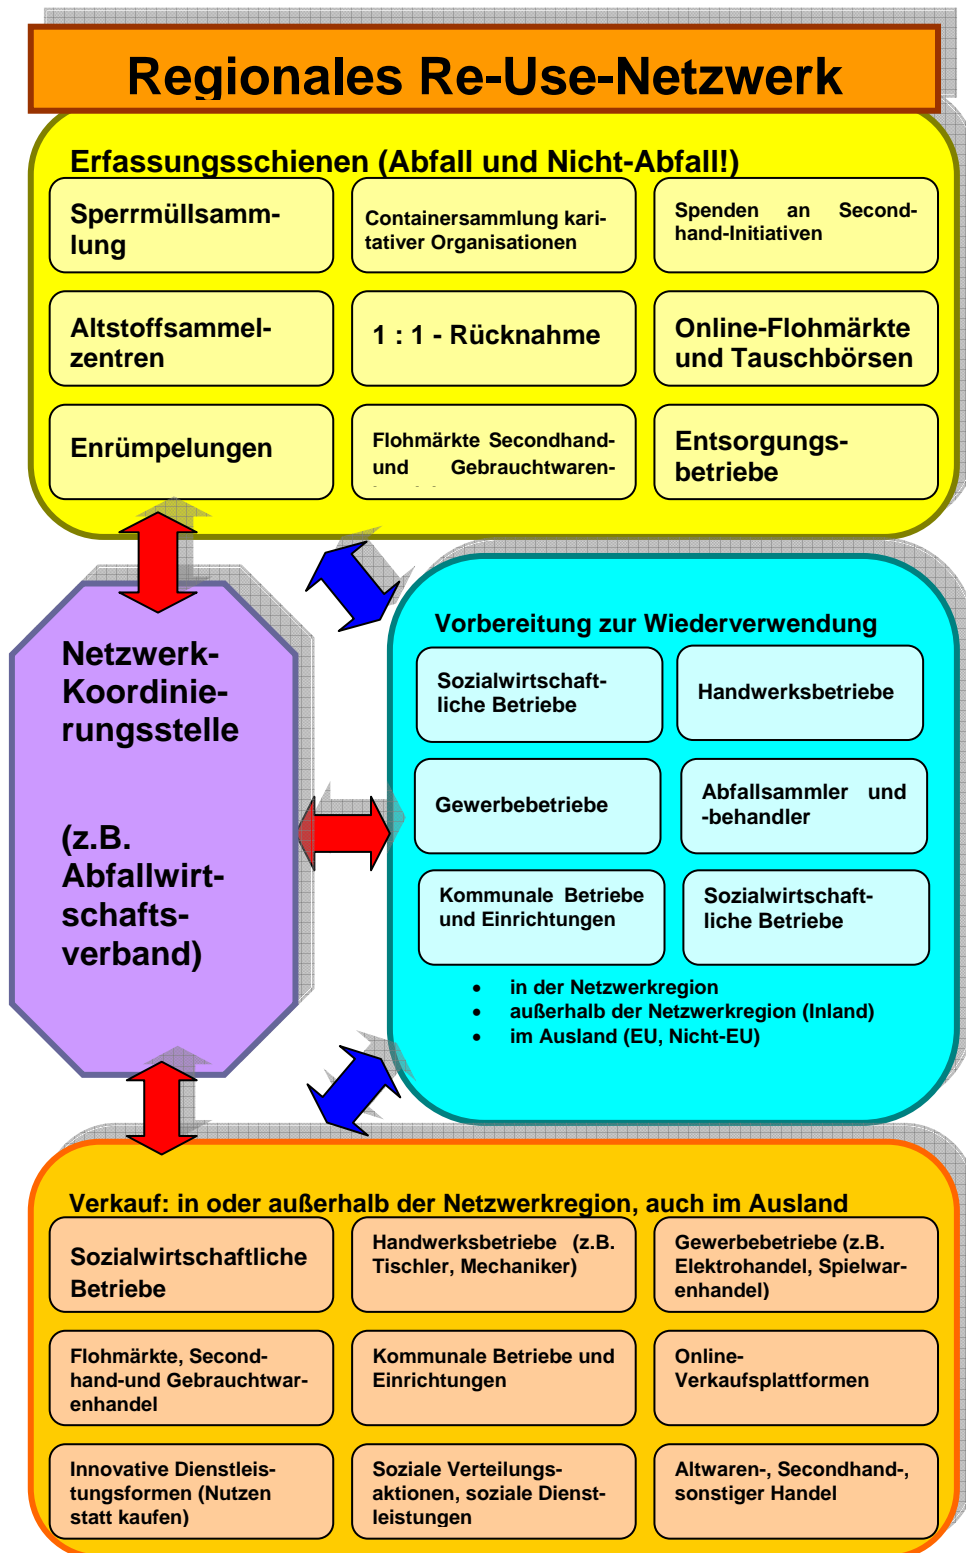 Regionales Re-Use-Netzwerk
Erfassungsschienen (Abfall und Nicht-Abfall!)
Sperrmüllsamm-
lung
Containersammlung kari-
tativer Organisationen
Spenden an Second-
hand-Initiativen
Altstoffsammel-
zentren
1 : 1 - Rücknahme
Online-Flohmärkte
und Tauschbörsen
Enrümpelungen
Flohmärkte Secondhand-
und Gebrauchtwaren-
Entsorgungs-
betriebe
Netzwerk-
Koordinie-
rungsstelle
(z.B.
Abfallwirt-
schafts-
verband)
Vorbereitung zur Wiederverwendung
Sozialwirtschaft-
liche Betriebe
Handwerksbetriebe
Gewerbebetriebe
Abfallsammler und
-behandler
Kommunale Betriebe
und Einrichtungen
Sozialwirtschaft-
liche Betriebe
• in der Netzwerkregion
• außerhalb der Netzwerkregion (Inland)
• im Ausland (EU, Nicht-EU)
Verkauf: in oder außerhalb der Netzwerkregion, auch im Ausland
Sozialwirtschaftliche
Betriebe
Handwerksbetriebe (z.B.
Tischler, Mechaniker)
Gewerbebetriebe (z.B.
Elektrohandel, Spielwar-
enhandel)
Flohmärkte, Second-
hand-und Gebrauchtwar-
enhandel
Kommunale Betriebe und
Einrichtungen
Online-
Verkaufsplattformen
Innovative Dienstleis-
tungsformen (Nutzen
statt kaufen)
Soziale Verteilungs-
aktionen, soziale Dienst-
leistungen
Altwaren-, Secondhand-,
sonstiger Handel